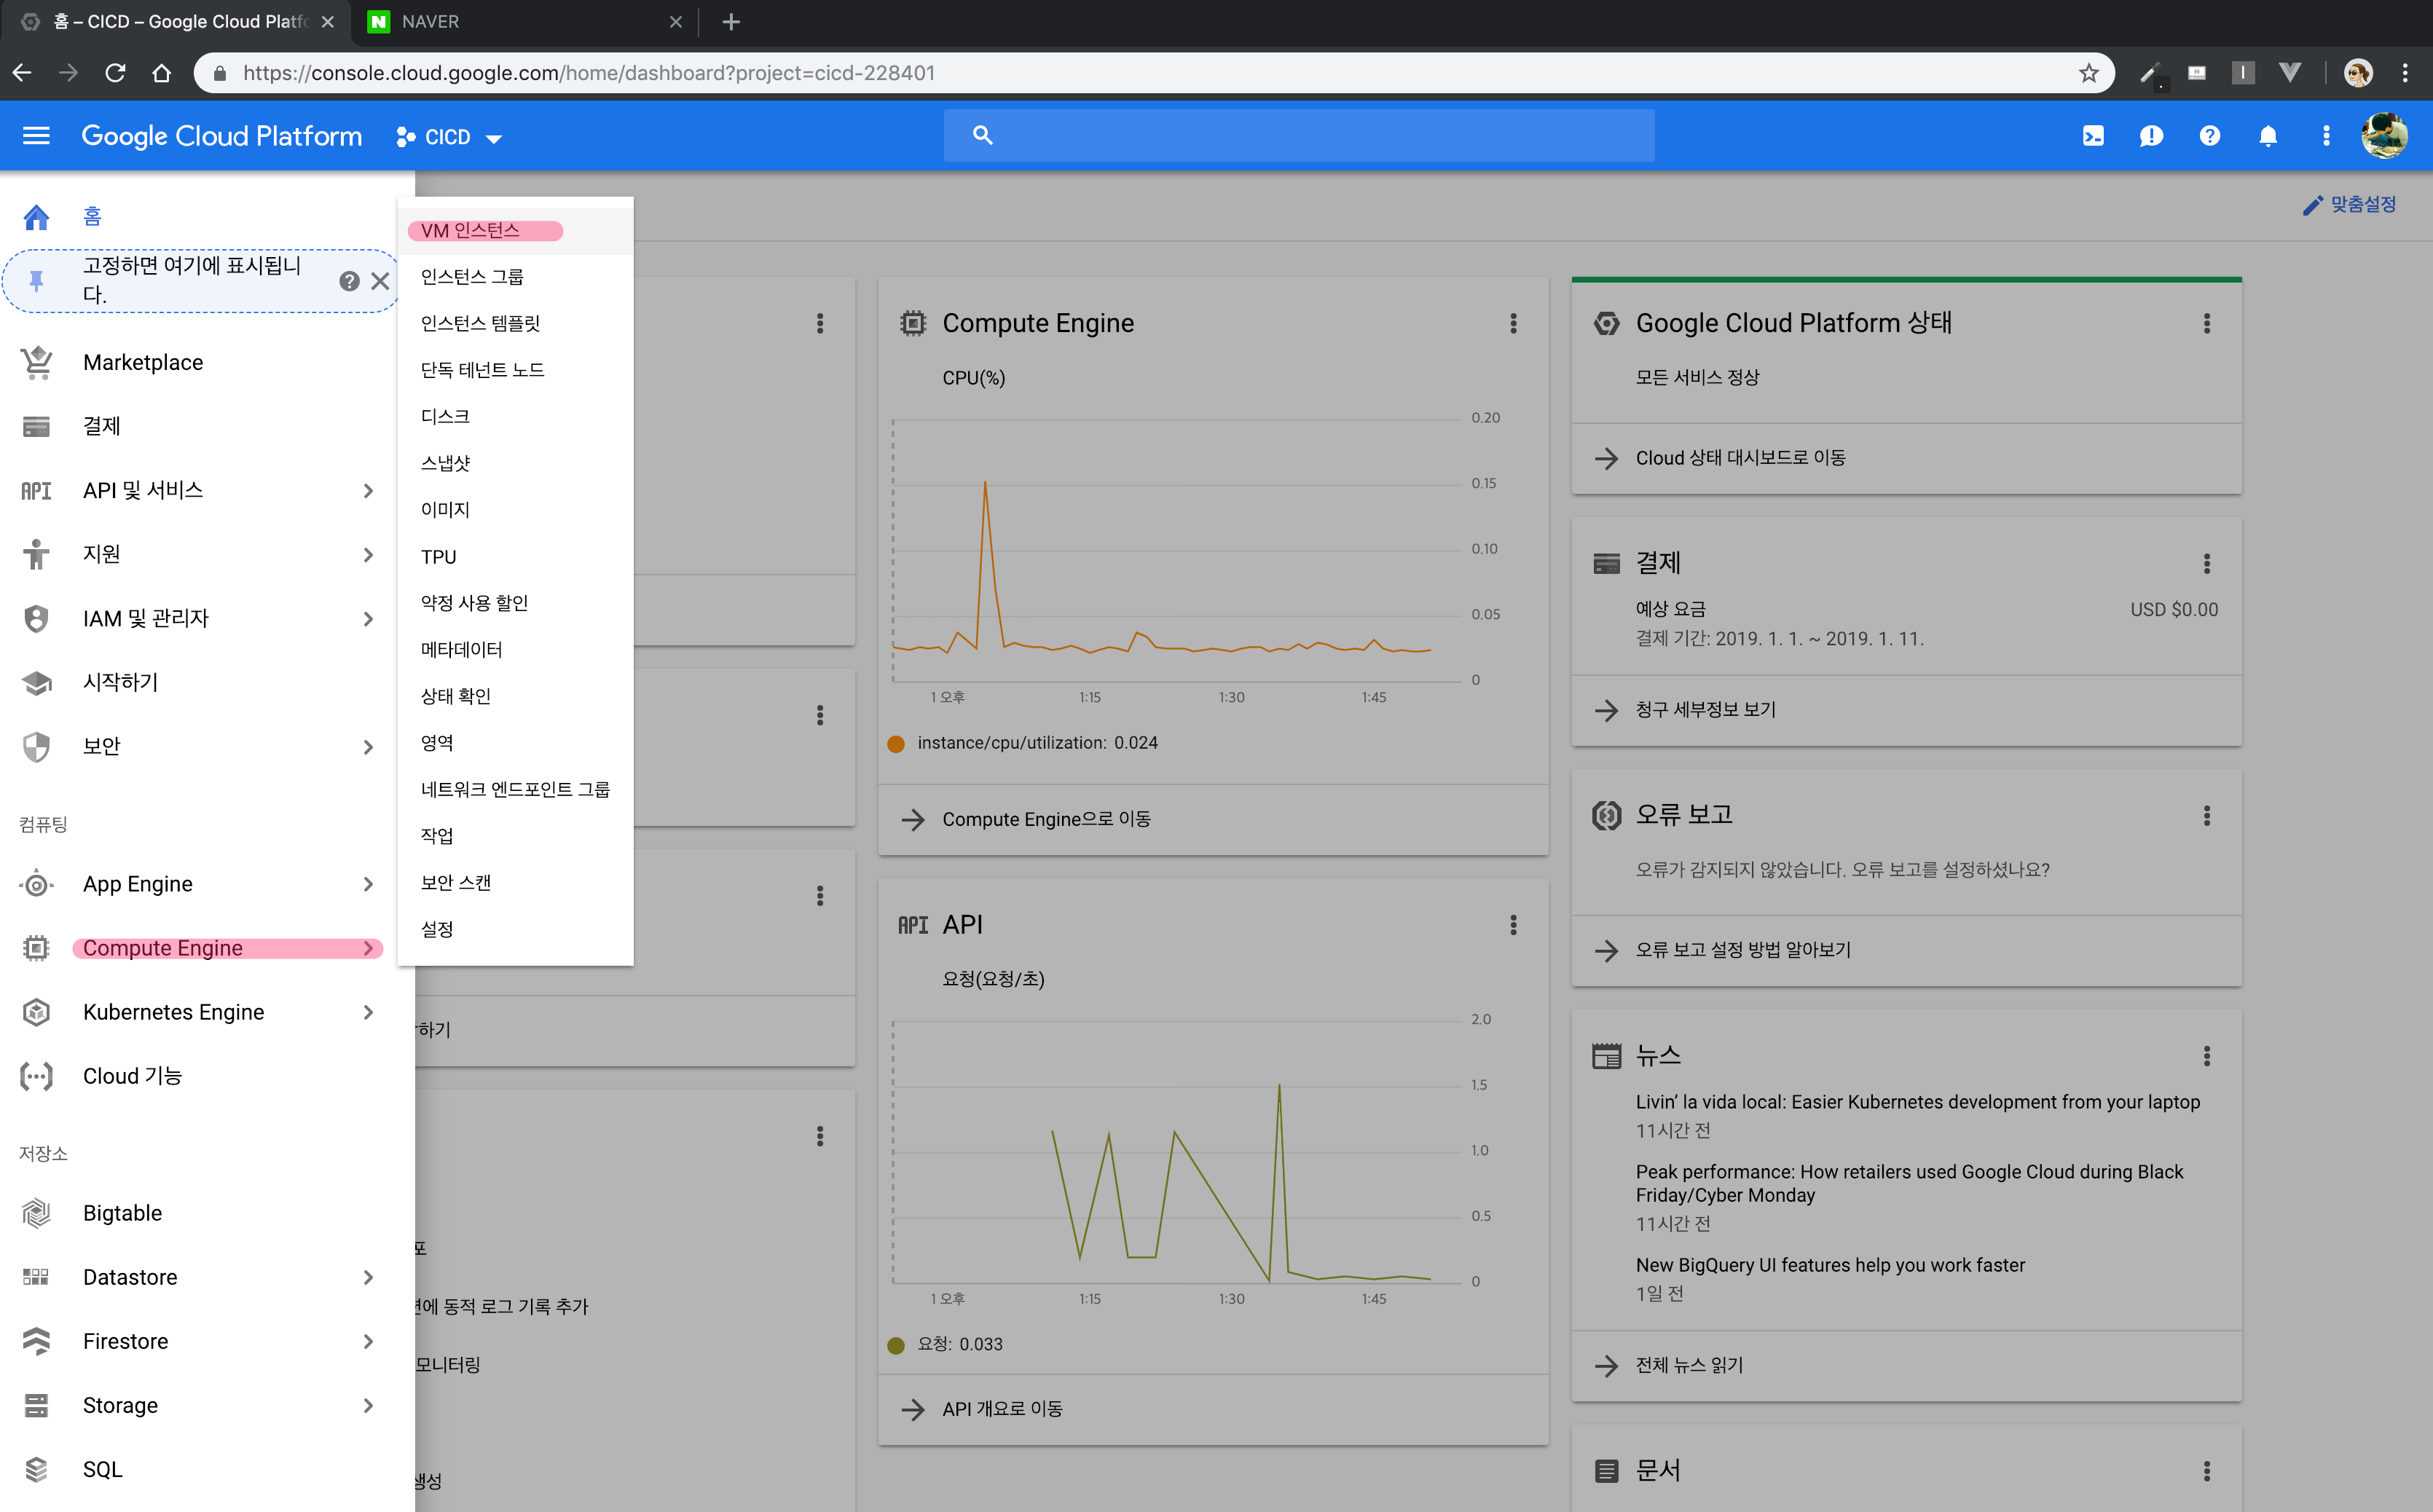 홈 – CICD – Google Cloud Platfo
NAVER
https://console.cloud.google.com/home/dashboard?project=cicd-228401
Google Cloud Platform
CICD
맞춤설정
홈
고정하면 여기에 표시됩니
다.
Marketplace
결제
API 및 서비스
지원
IAM 및 관리자
시작하기
보안
컴퓨팅
App Engine
Compute Engine
Kubernetes Engine
Cloud 기능
저장소
Bigtable
Datastore
Firestore
Storage
SQL
VM 인스턴스
인스턴스 그룹
인스턴스 템플릿
단독 테넌트 노드
디스크
스냅샷
이미지
TPU
약정 사용 할인
메타데이터
상태 확인
영역
네트워크 엔드포인트 그룹
작업
보안 스캔
설정
하기
포
동적 로그 기록 추가
모니터링
생성
Compute Engine
CPU(%)
0.20
0.15
0.10
0.05
0
1 오후
1:15
1:30
1:45
instance/cpu/utilization: 0.024
Compute Engine으로 이동
API
API
요청(요청/초)
2.0
1.5
1.0
0.5
0
1 오후
1:15
1:30
1:45
요청: 0.033
API 개요로 이동
Google Cloud Platform 상태
모든 서비스 정상
Cloud 상태 대시보드로 이동
결제
예상 요금
USD $0.00
결제 기간: 2019. 1. 1. ~ 2019. 1. 11.
청구 세부정보 보기
오류 보고
오류가 감지되지 않았습니다. 오류 보고를 설정하셨나요?
오류 보고 설정 방법 알아보기
뉴스
Livin’ la vida local: Easier Kubernetes development from your laptop
11시간 전
Peak performance: How retailers used Google Cloud during Black
Friday/Cyber Monday
11시간 전
New BigQuery UI features help you work faster
1일 전
전체 뉴스 읽기
문서